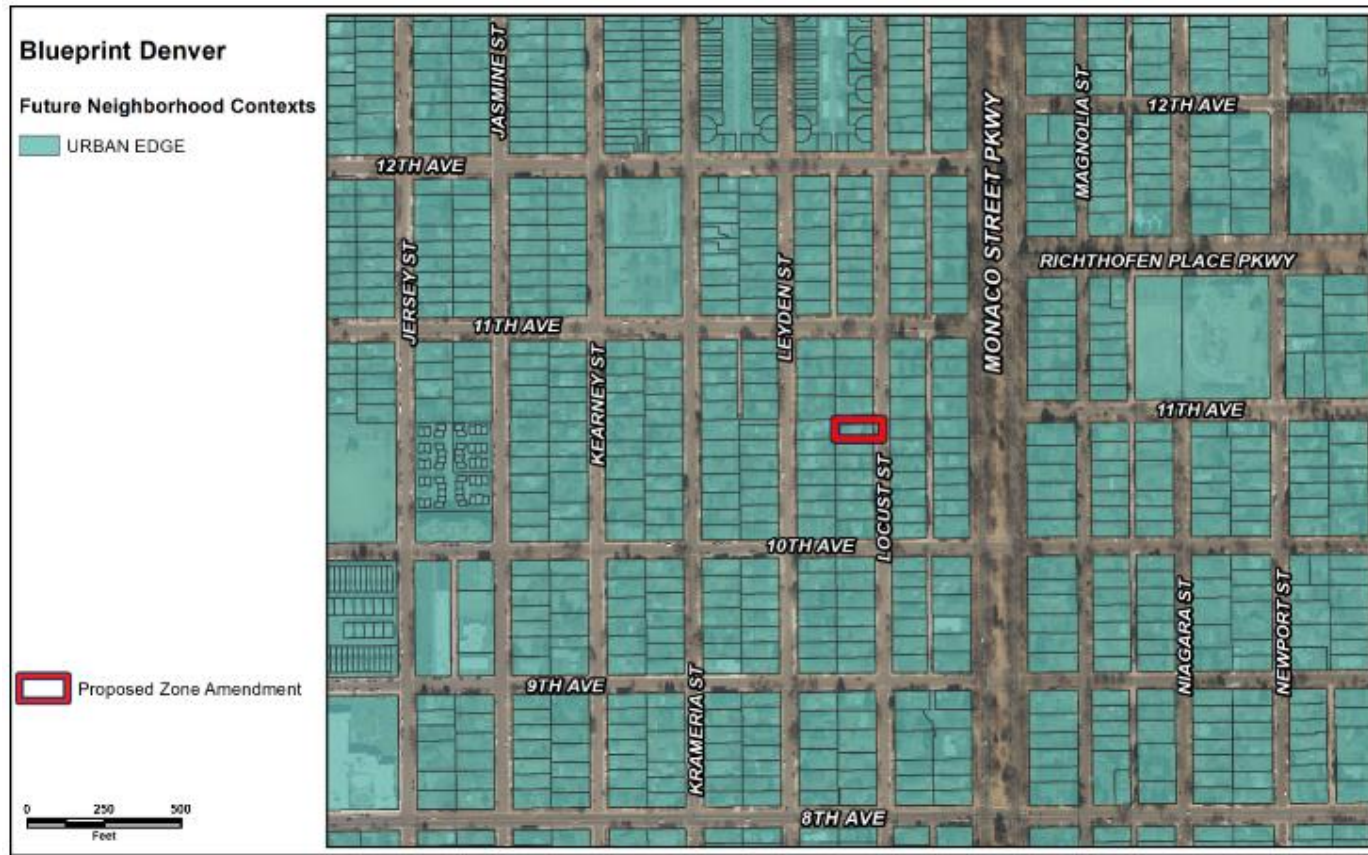 Blueprint Denver
Future Neighborhood Contexts
URBAN EDGE
Proposed Zone Amendment
0 250 500
Feet
JASMINE ST
MAGNOLIA ST
12TH AVE
12TH AVE
MONACO STREET PKWY
JERSEY ST
LEYDEN ST
RICHTHOFEN PLACE PKWY
11TH AVE
KEARNEY ST
11TH AVE
LOCUST ST
10TH AVE
NIAGARA ST
NEWPORT ST
9TH AVE
KRAMERIA ST
8TH AVE